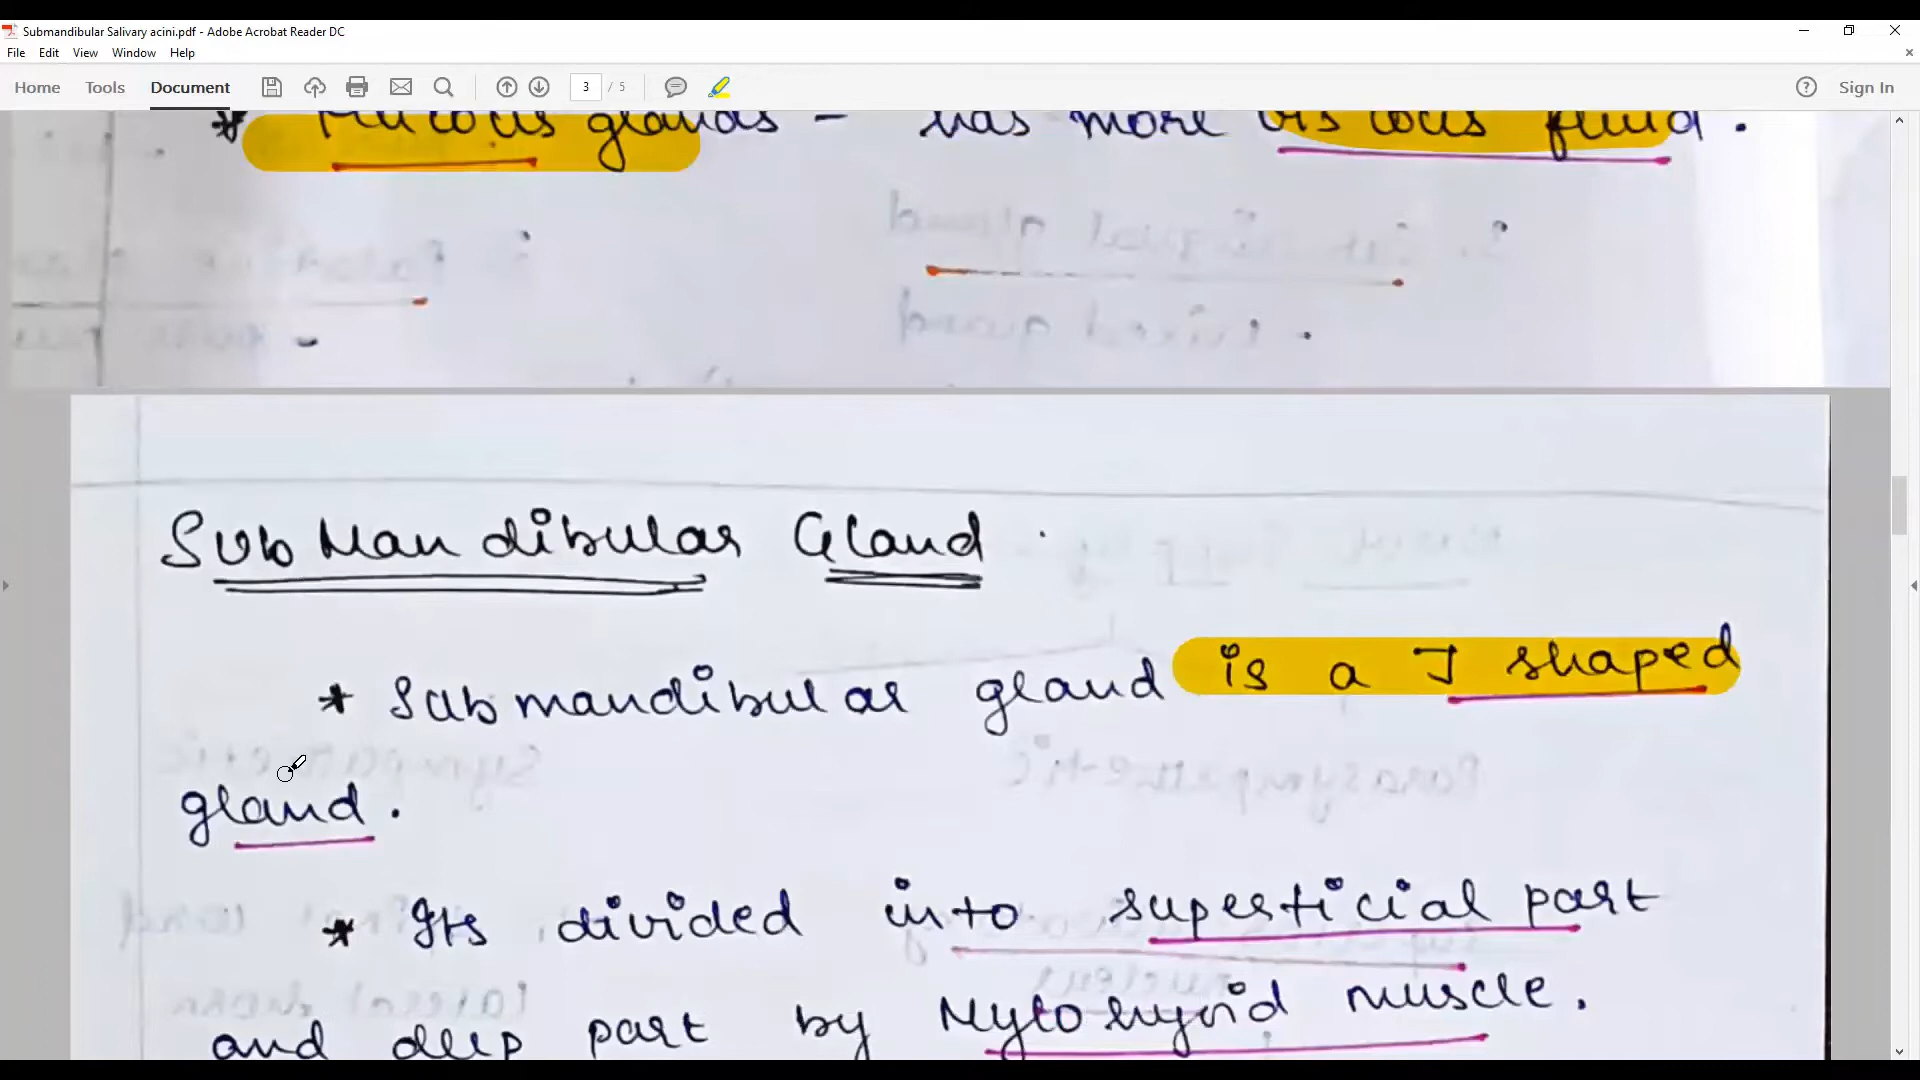 Submandibular Salivary acini.pdf - Adobe Acrobat Reader DC
File Edit View Window Help
Home Tools Document 3 / 5 Sign In
* Mucous glands - has more viscous fluid.
Submandibular Gland
* Submandibular gland is a J shaped
gland.
* Its divided into superficial part
and deep part by Mylohyoid muscle.